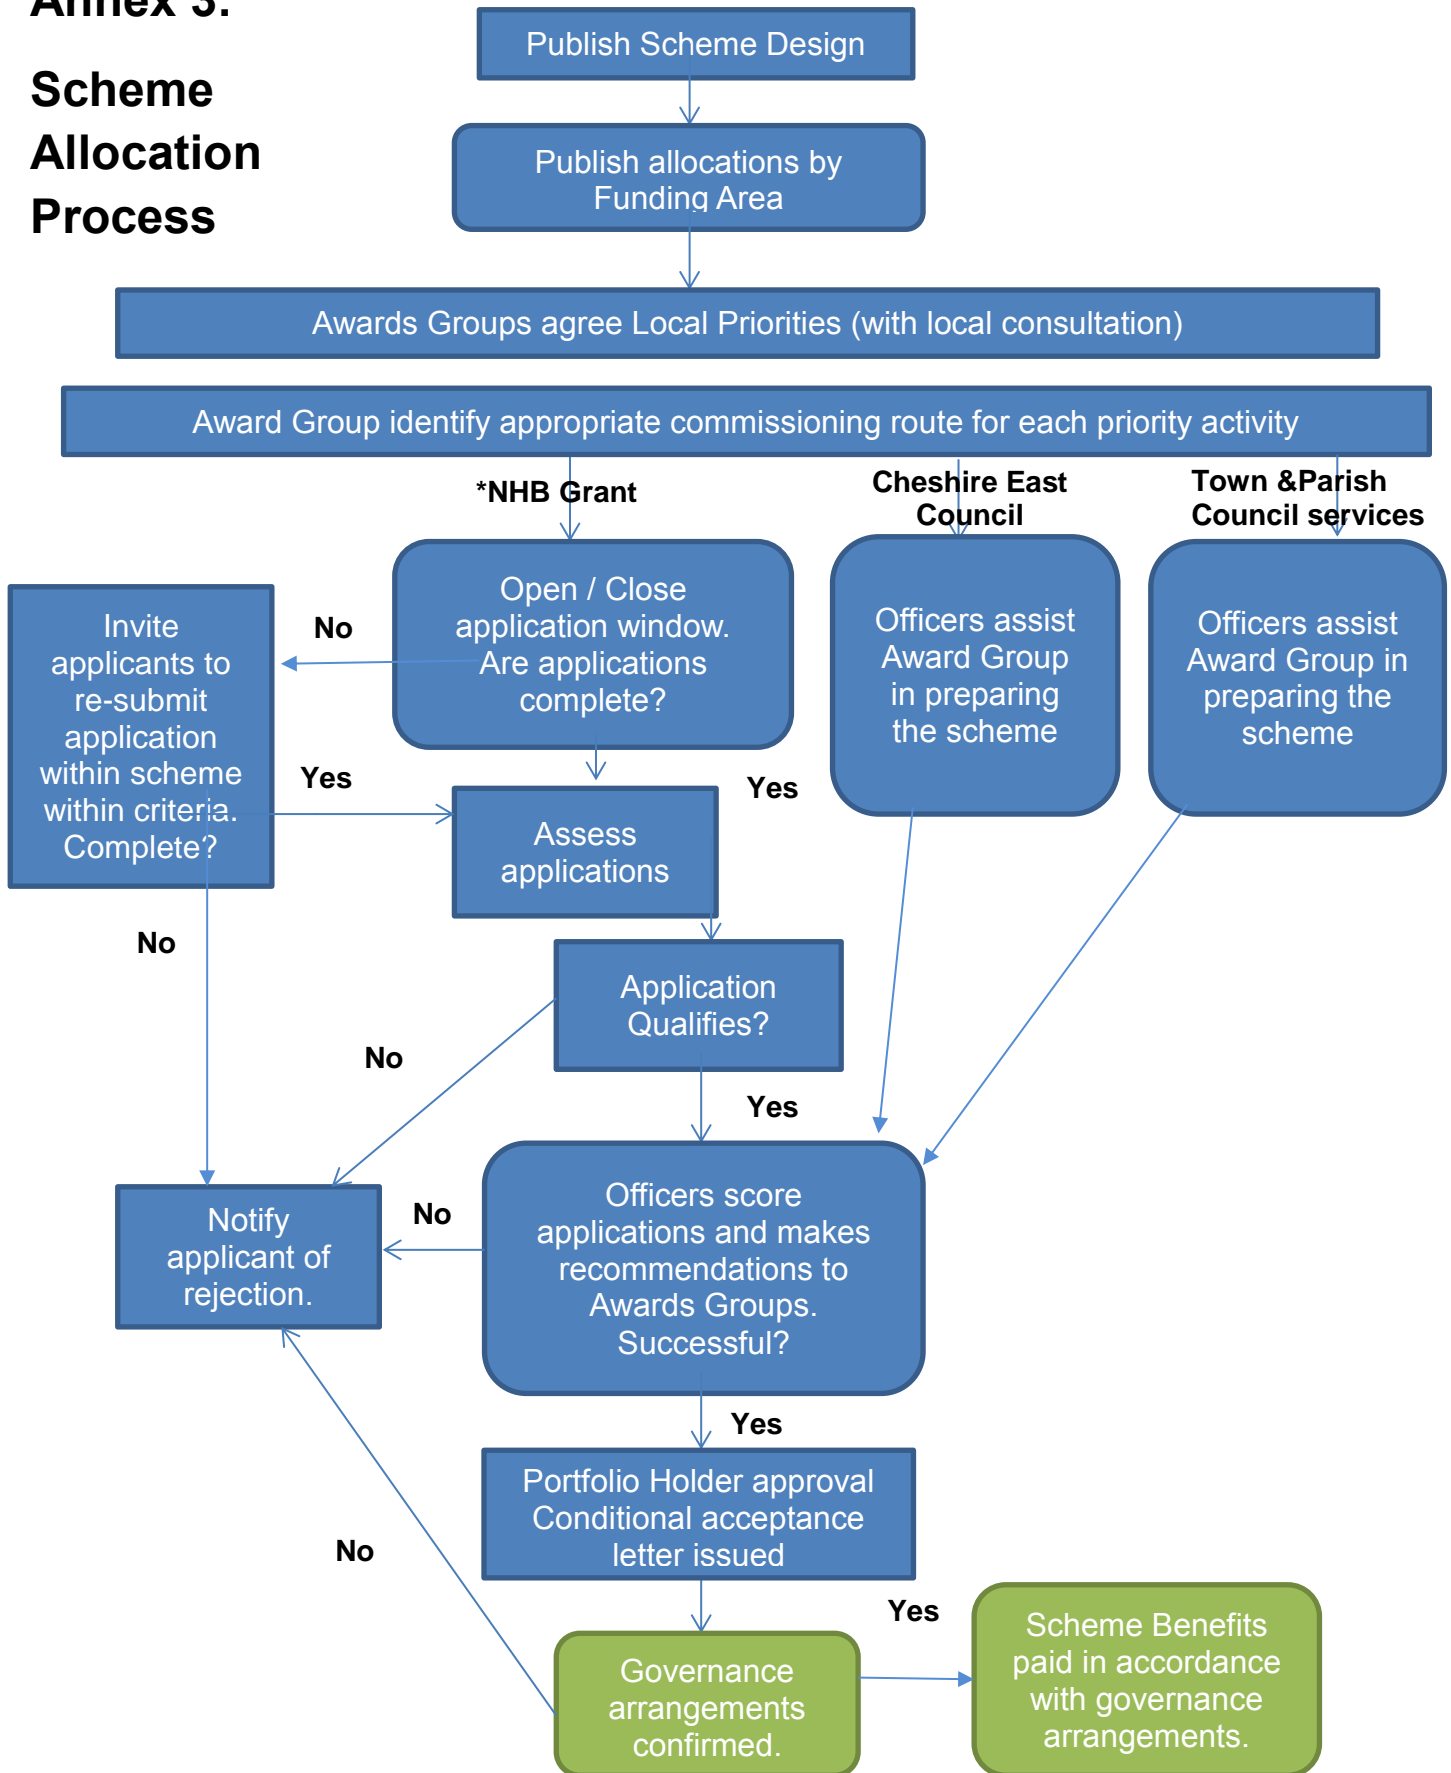 Annex 3:
Scheme
Allocation
Process
Publish Scheme Design
Publish allocations by
Funding Area
Awards Groups agree Local Priorities (with local consultation)
Award Group identify appropriate commissioning route for each priority activity
*NHB Grant
Cheshire East
Council
Town &Parish
Council services
Open / Close
application window.
Are applications
complete?
Officers assist
Award Group
in preparing
the scheme
Officers assist
Award Group in
preparing the
scheme
No
Invite
applicants to
re-submit
application
within scheme
within criteria.
Complete?
Yes
Yes
Assess
applications
No
Application
Qualifies?
No
Yes
Officers score
applications and makes
recommendations to
Awards Groups.
Successful?
No
Notify
applicant of
rejection.
Yes
Portfolio Holder approval
Conditional acceptance
letter issued
No
Yes
Governance
arrangements
confirmed.
Scheme Benefits
paid in accordance
with governance
arrangements.